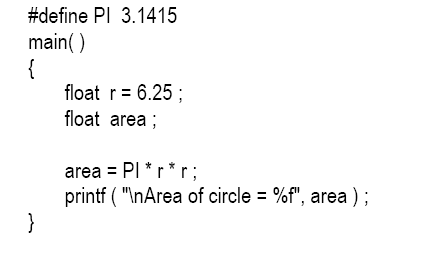 #define PI  3.1415
main( )
{
float  r = 6.25 ;
float  area ;
area = PI * r * r ;
printf ( "\nArea of circle = %f", area ) ;
}